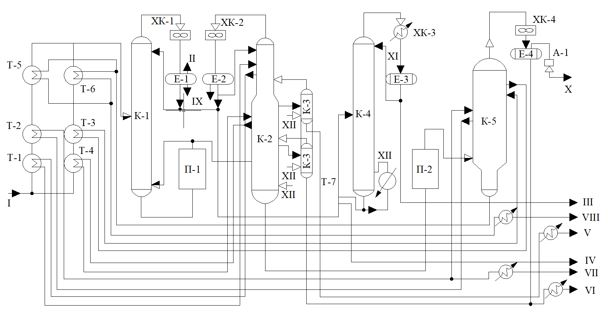 ХК-1
ХК-2
ХК-3
ХК-4
II
XI
А-1
Е-1
Е-2
Е-3
Е-4
Т-5
Т-6
IX
X
К-1
К-2
К-3
К-4
К-5
XII
Т-2
Т-3
XII
К-3
Т-1
Т-4
П-1
XII
П-2
XII
Т-7
XII
I
III
VIII
V
IV
VII
VI